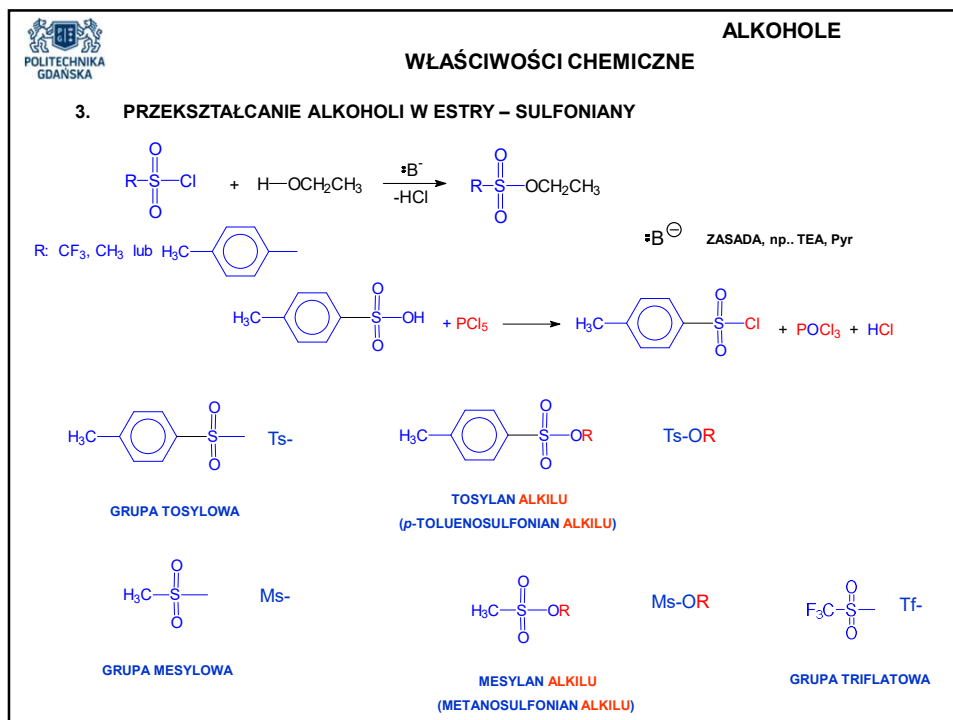 POLITECHNIKA
GDAŃSKA
ALKOHOLE
WŁAŚCIWOŚCI CHEMICZNE
3. PRZEKSZTAŁCANIE ALKOHOLI W ESTRY – SULFONIANY
O
R-S-Cl
O
+ H-OCH₂CH₃
:B⁻
-HCl
O
R-S-OCH₂CH₃
O
R: CF₃, CH₃ lub H₃C
:B⊖ ZASADA, np.. TEA, Pyr
O
H₃C S-OH
O
+ PCl₅
O
H₃C S-Cl
O
+ POCl₃ + HCl
O
H₃C S
O
Ts-
GRUPA TOSYLOWA
O
H₃C S-OR
O
Ts-OR
TOSYLAN ALKILU
(p-TOLUENOSULFONIAN ALKILU)
O
H₃C-S
O
Ms-
GRUPA MESYLOWA
O
H₃C-S-OR
O
Ms-OR
MESYLAN ALKILU
(METANOSULFONIAN ALKILU)
O
F₃C-S
O
Tf-
GRUPA TRIFLATOWA